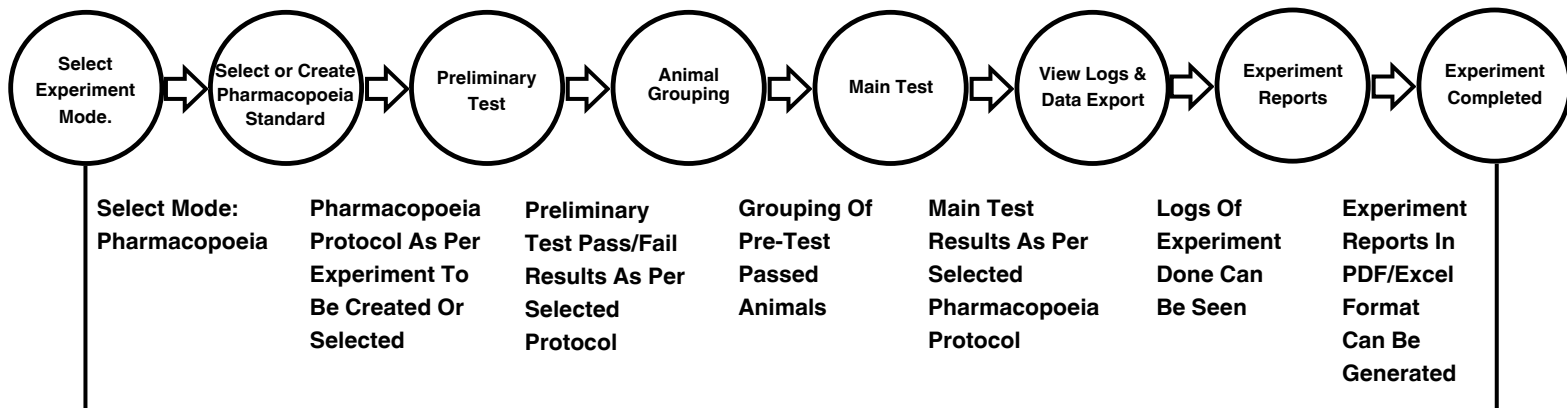 Select
Experiment
Mode.
Select or Create
Pharmacopoeia
Standard
Preliminary
Test
Animal
Grouping
Main Test
View Logs &
Data Export
Experiment
Reports
Experiment
Completed
Select Mode:
Pharmacopoeia
Pharmacopoeia
Protocol As Per
Experiment To
Be Created Or
Selected
Preliminary
Test Pass/Fail
Results As Per
Selected
Protocol
Grouping Of
Pre-Test
Passed
Animals
Main Test
Results As Per
Selected
Pharmacopoeia
Protocol
Logs Of
Experiment
Done Can
Be Seen
Experiment
Reports In
PDF/Excel
Format
Can Be
Generated